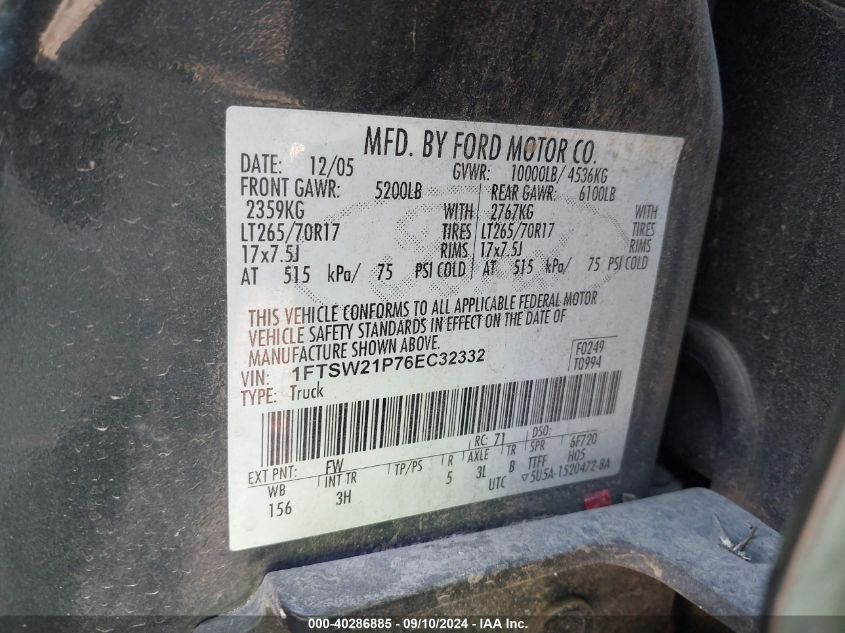 MFD. BY FORD MOTOR CO.
DATE: 12/05 GVWR: 10000LB/ 4536KG
FRONT GAWR: 5200LB REAR GAWR: 6100LB
2359KG WITH 2767KG WITH
LT265/70R17 TIRES LT265/70R17 TIRES
17x7.5J RIMS 17x7.5J RIMS
AT 515 kPa/ 75 PSI COLD AT 515 kPa/ 75 PSI COLD
THIS VEHICLE CONFORMS TO ALL APPLICABLE FEDERAL MOTOR
VEHICLE SAFETY STANDARDS IN EFFECT ON THE DATE OF
MANUFACTURE SHOWN ABOVE.
VIN: 1FTSW21P76EC32332 F0249
TYPE: Truck T0994
RC: 71 DSO:
EXT PNT: FW 6F720
WB INT TR TP/PS R AXLE TR SPR
156 3H 5 3L B TTFF H05
UTC ▽5U5A-1520472-BA
000-40286885 - 09/10/2024 - IAA Inc.